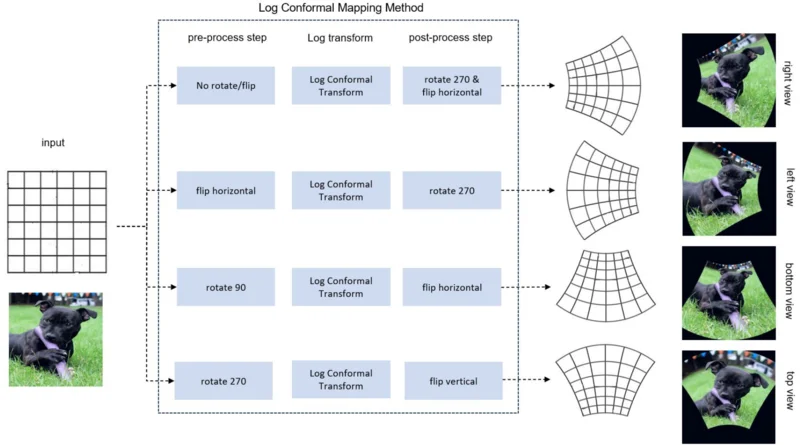 Log Conformal Mapping Method
pre-process step
Log transform
post-process step
No rotate/flip
Log Conformal
Transform
rotate 270 &
flip horizontal
right view
input
flip horizontal
Log Conformal
Transform
rotate 270
left view
rotate 90
Log Conformal
Transform
flip horizontal
bottom view
rotate 270
Log Conformal
Transform
flip vertical
top view